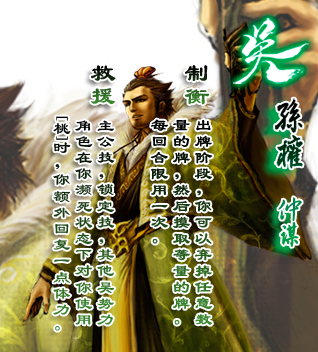 吴
孫權 仲謀
制衡
出牌阶段，你可以弃掉任意数
量的牌，然后摸取等量的牌。
每回合限用一次。
救援
主公技，锁定技，其他吴势力
角色在你濒死状态下对你使用
【桃】时，你额外回复一点体力。